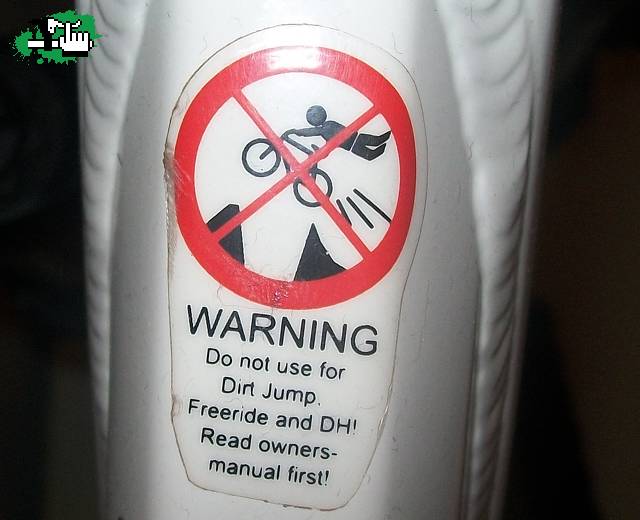 WARNING
Do not use for
Dirt Jump,
Freeride and DH!
Read owners-
manual first!